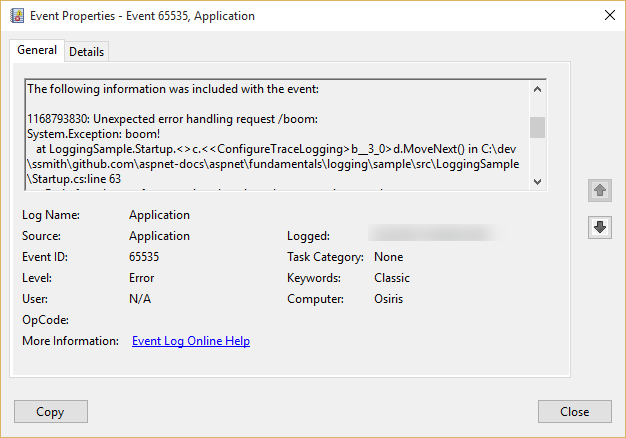 Event Properties - Event 65535, Application
General Details
The following information was included with the event:
1168793830: Unexpected error handling request /boom:
System.Exception: boom!
at LoggingSample.Startup.<>c.<<ConfigureTraceLogging>b__3_0>d.MoveNext() in C:\dev
\ssmith\github.com\aspnet-docs\aspnet\fundamentals\logging\sample\src\LoggingSample
\Startup.cs:line 63
Log Name: Application
Source: Application Logged:
Event ID: 65535 Task Category: None
Level: Error Keywords: Classic
User: N/A Computer: Osiris
OpCode:
More Information: Event Log Online Help
Copy Close